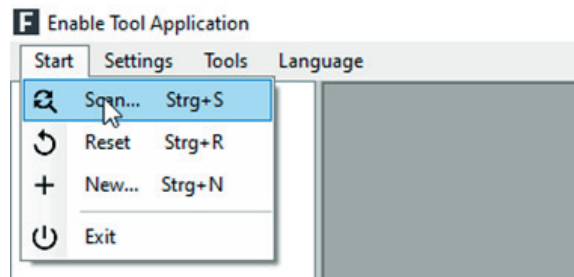 F Enable Tool Application
Start Settings Tools Language
Scan... Strg+S
Reset Strg+R
New... Strg+N
Exit